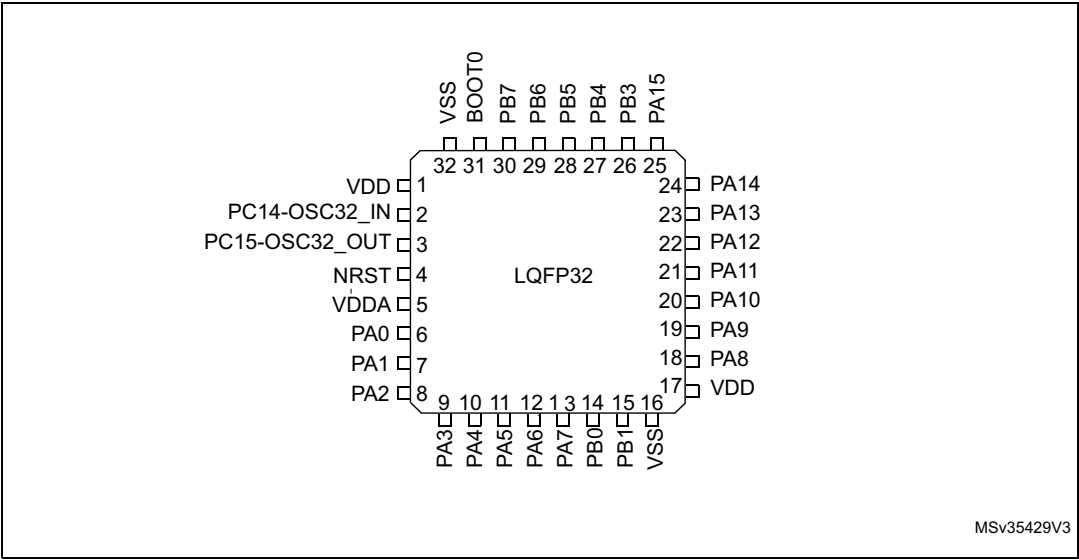 VSS
BOOT0
PB7
PB6
PB5
PB4
PB3
PA15
32 31 30 29 28 27 26 25
VDD 1
PC14-OSC32_IN 2
PC15-OSC32_OUT 3
NRST 4
VDDA 5
PA0 6
PA1 7
PA2 8
LQFP32
24 PA14
23 PA13
22 PA12
21 PA11
20 PA10
19 PA9
18 PA8
17 VDD
9 10 11 12 13 14 15 16
PA3
PA4
PA5
PA6
PA7
PB0
PB1
VSS
MSv35429V3